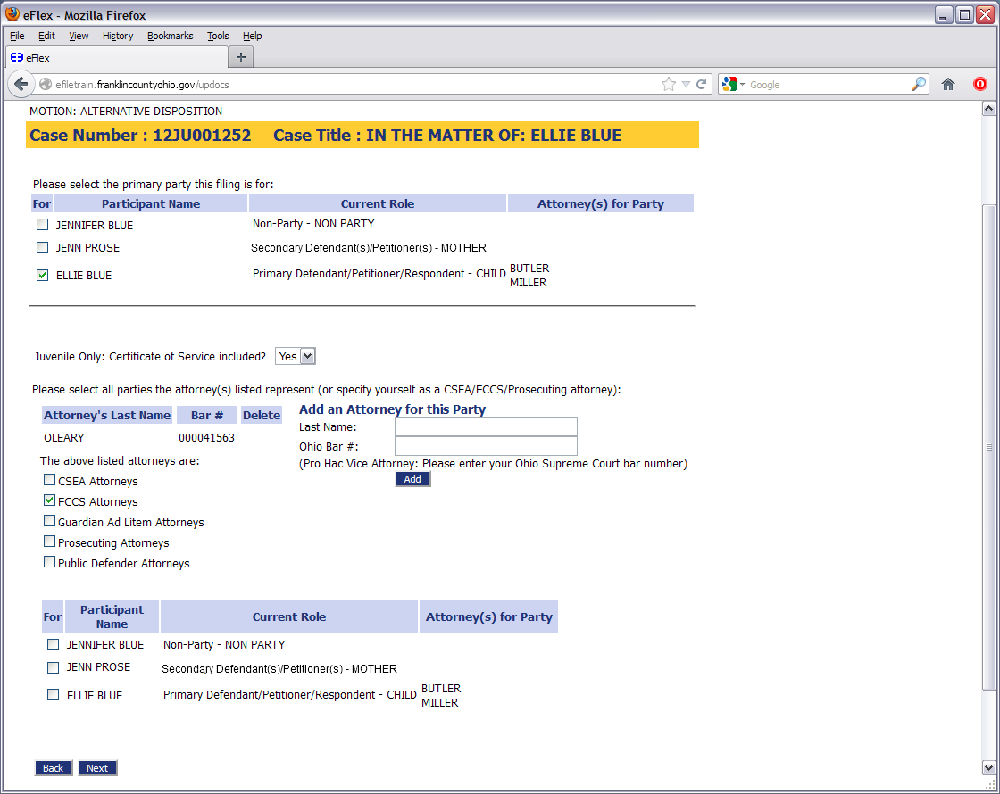 eFlex - Mozilla Firefox
File Edit View History Bookmarks Tools Help
eFlex
efiletrain.franklincountyohio.gov/updocs
Google
MOTION: ALTERNATIVE DISPOSITION
Case Number : 12JU001252 Case Title : IN THE MATTER OF: ELLIE BLUE
Please select the primary party this filing is for:
For Participant Name Current Role Attorney(s) for Party
JENNIFER BLUE Non-Party - NON PARTY
JENN PROSE Secondary Defendant(s)/Petitioner(s) - MOTHER
ELLIE BLUE Primary Defendant/Petitioner/Respondent - CHILD BUTLER
MILLER
Juvenile Only: Certificate of Service included? Yes
Please select all parties the attorney(s) listed represent (or specify yourself as a CSEA/FCCS/Prosecuting attorney):
Attorney's Last Name Bar # Delete
OLEARY 000041563
The above listed attorneys are:
CSEA Attorneys
FCCS Attorneys
Guardian Ad Litem Attorneys
Prosecuting Attorneys
Public Defender Attorneys
Add an Attorney for this Party
Last Name:
Ohio Bar #:
(Pro Hac Vice Attorney: Please enter your Ohio Supreme Court bar number)
Add
For Participant Name Current Role Attorney(s) for Party
JENNIFER BLUE Non-Party - NON PARTY
JENN PROSE Secondary Defendant(s)/Petitioner(s) - MOTHER
ELLIE BLUE Primary Defendant/Petitioner/Respondent - CHILD BUTLER
MILLER
Back Next